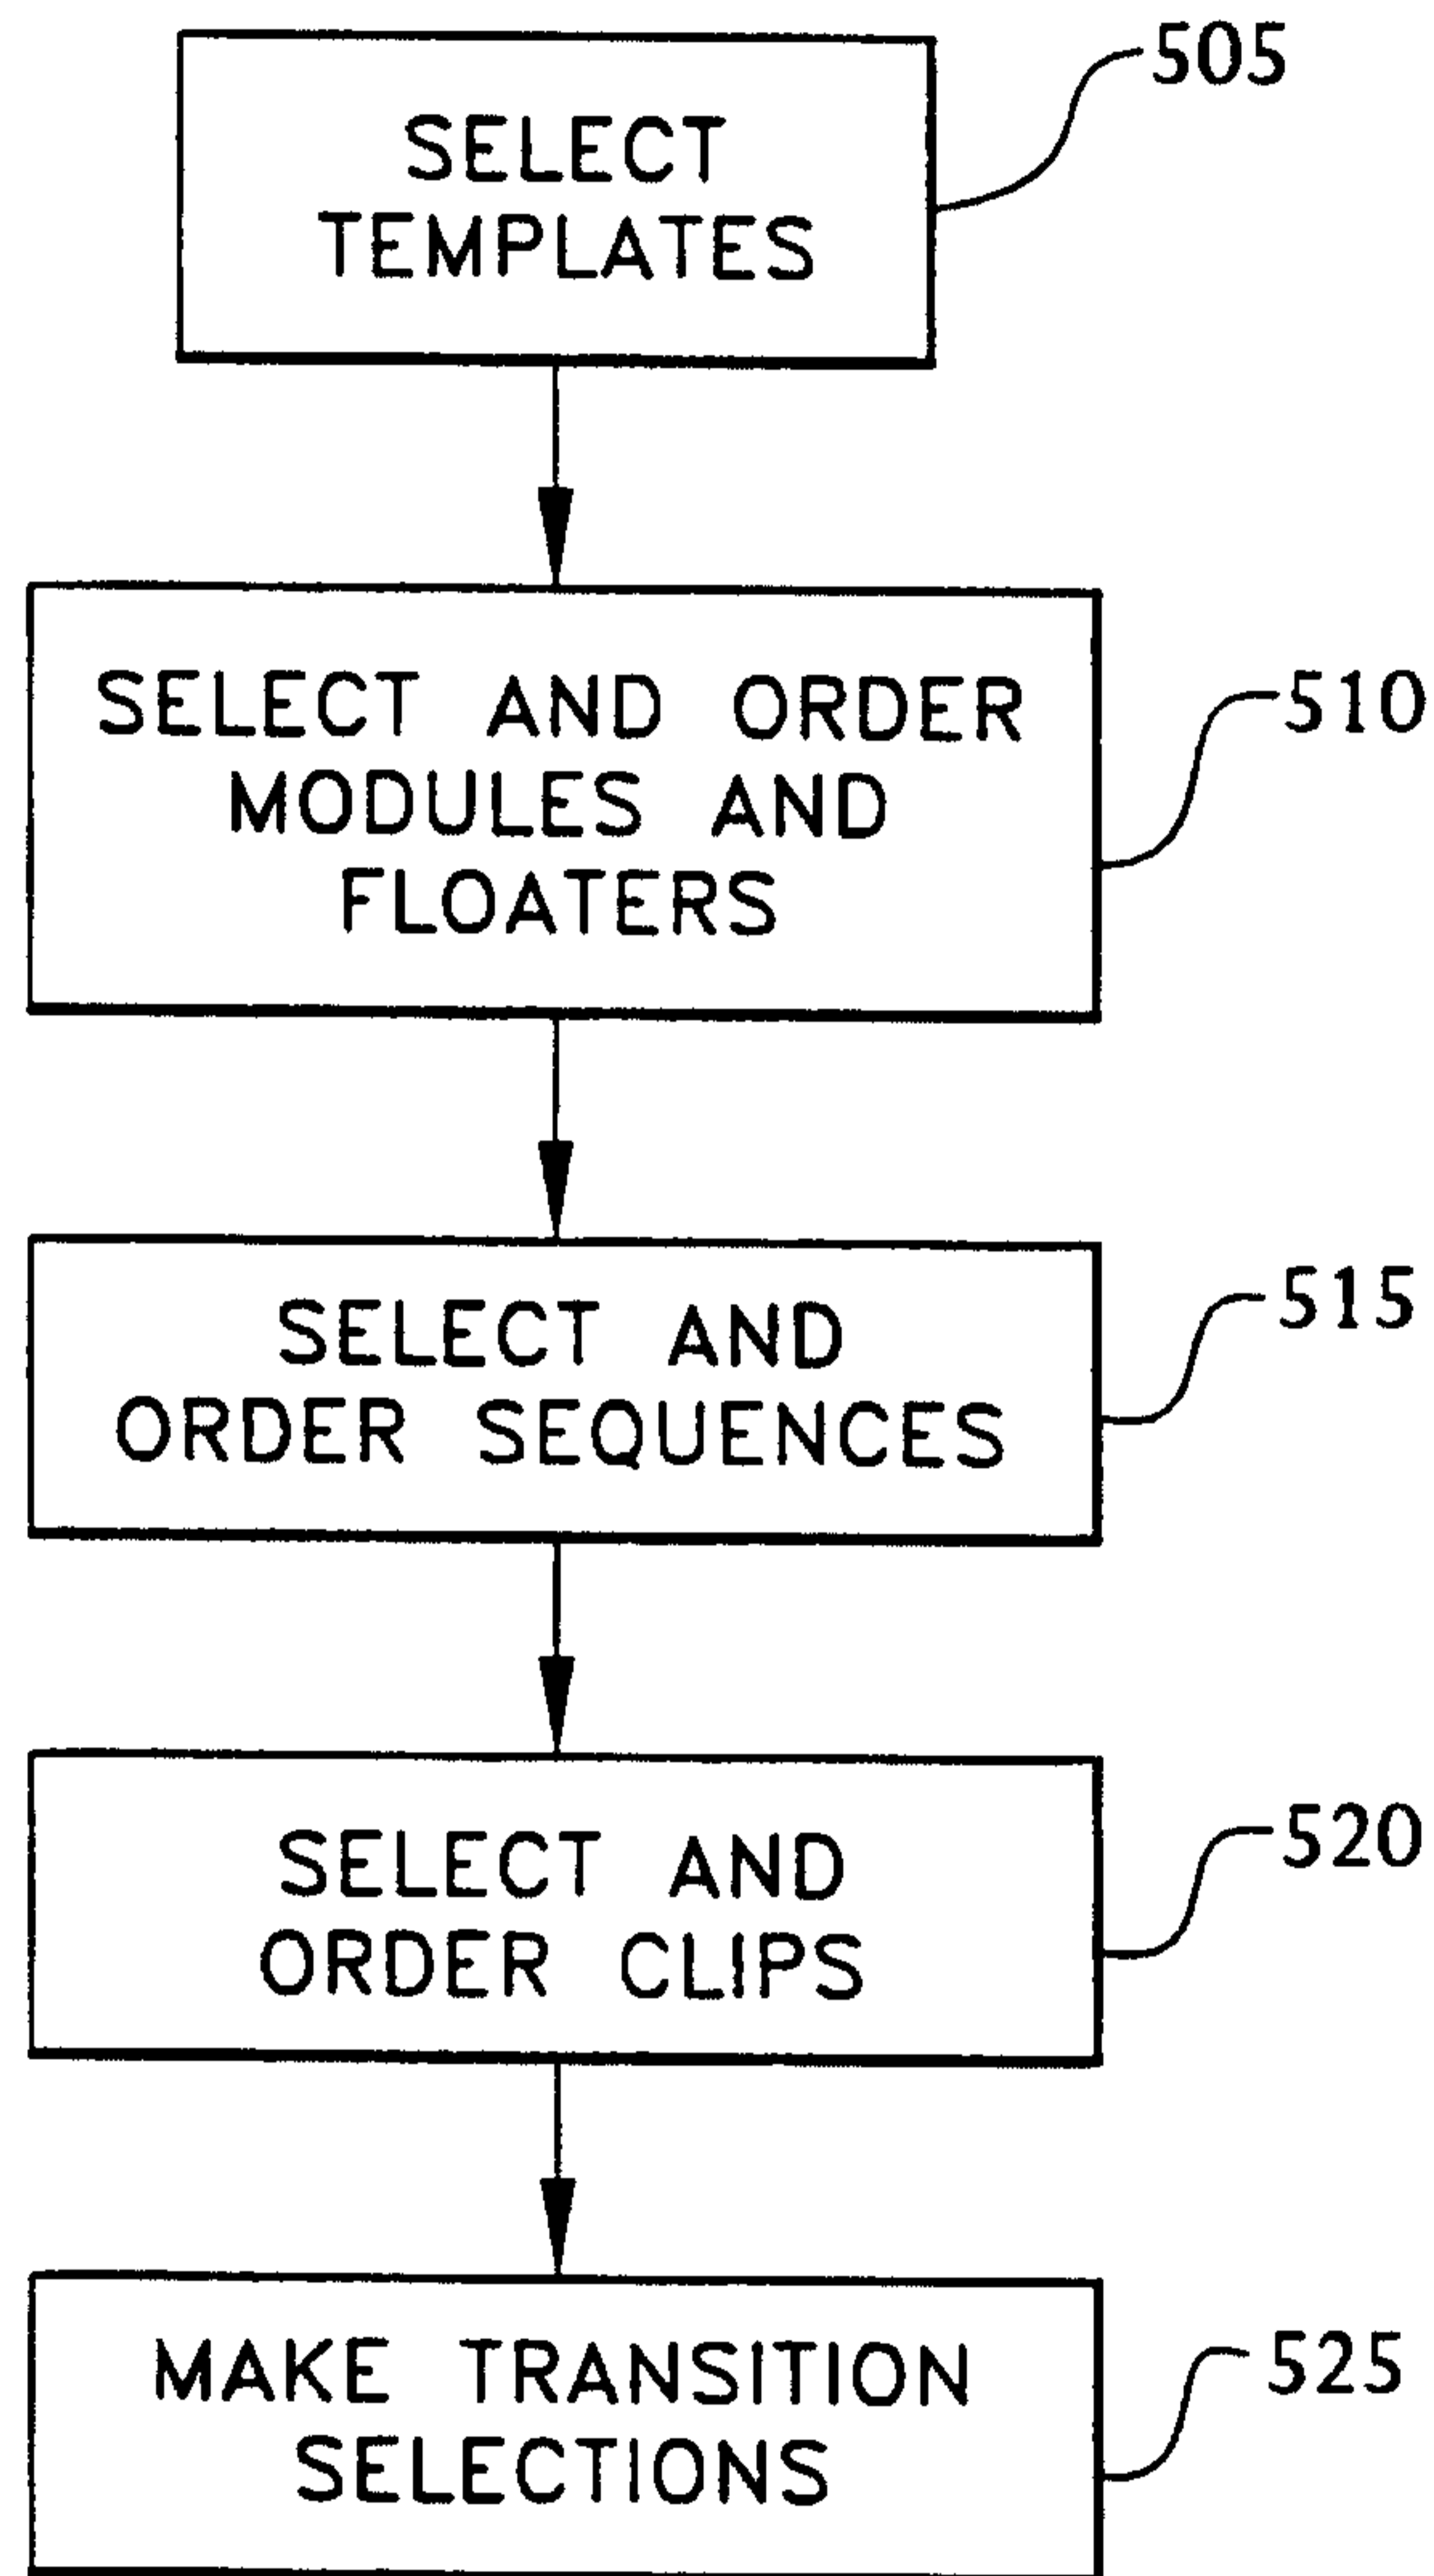 SELECT
TEMPLATES
505
SELECT AND ORDER
MODULES AND
FLOATERS
510
SELECT AND
ORDER SEQUENCES
515
SELECT AND
ORDER CLIPS
520
MAKE TRANSITION
SELECTIONS
525